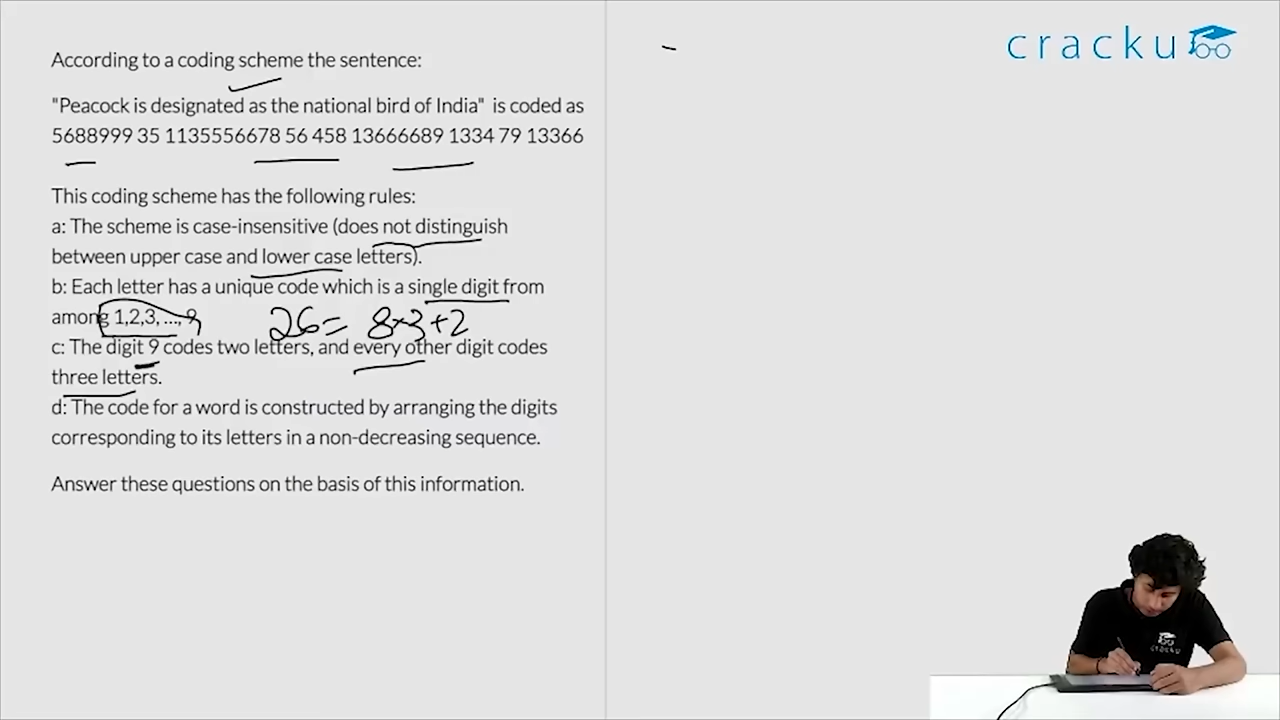 According to a coding scheme the sentence:
"Peacock is designated as the national bird of India" is coded as
5688999 35 1135556678 56 458 13666689 1334 79 13366
This coding scheme has the following rules:
a: The scheme is case-insensitive (does not distinguish
between upper case and lower case letters).
b: Each letter has a unique code which is a single digit from
among 1,2,3, ..., 9
26 = 8×3+2
c: The digit 9 codes two letters, and every other digit codes
three letters.
d: The code for a word is constructed by arranging the digits
corresponding to its letters in a non-decreasing sequence.
Answer these questions on the basis of this information.
cracku
cracku